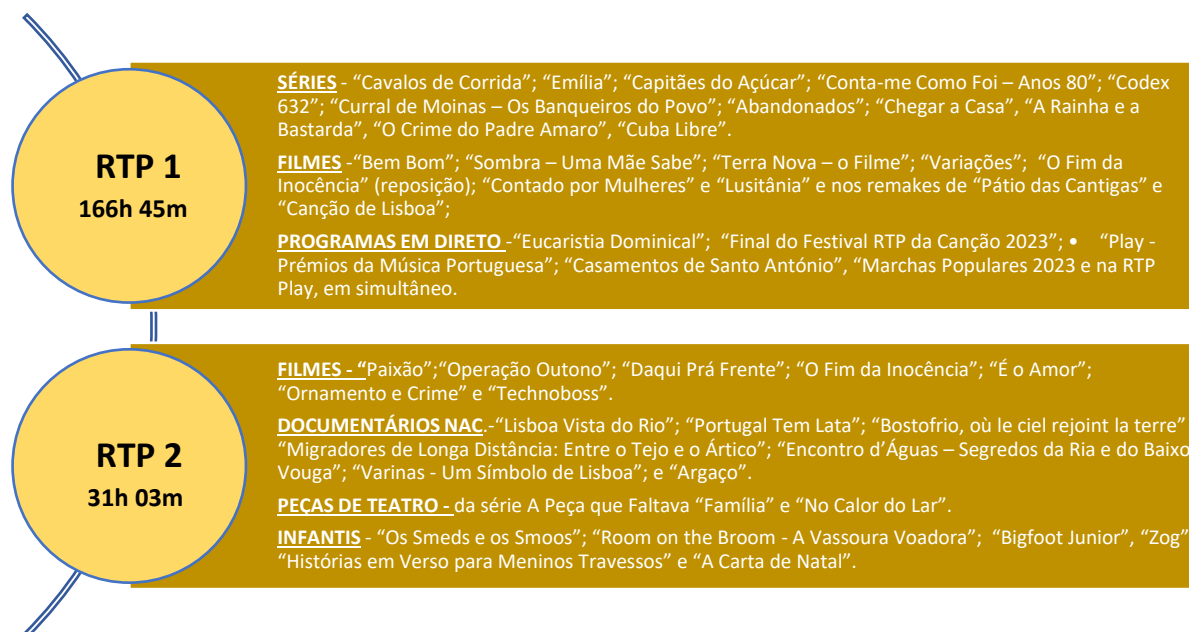 RTP 1
166h 45m
SÉRIES - “Cavalos de Corrida”; “Emília”; “Capitães do Açúcar”; “Conta-me Como Foi – Anos 80”; “Codex
632”; “Curral de Moinas – Os Banqueiros do Povo”; “Abandonados”; “Chegar a Casa”, “A Rainha e a
Bastarda”, “O Crime do Padre Amaro”, “Cuba Libre”.
FILMES -“Bem Bom”; “Sombra – Uma Mãe Sabe”; “Terra Nova – o Filme”; “Variações”; “O Fim da
Inocência” (reposição); “Contado por Mulheres” e “Lusitânia” e nos remakes de “Pátio das Cantigas” e
“Canção de Lisboa”;
PROGRAMAS EM DIRETO -“Eucaristia Dominical”; “Final do Festival RTP da Canção 2023”; • “Play -
Prémios da Música Portuguesa”; “Casamentos de Santo António”, “Marchas Populares 2023 e na RTP
Play, em simultâneo.
RTP 2
31h 03m
FILMES - “Paixão”;“Operação Outono”; “Daqui Prá Frente”; “O Fim da Inocência”; “É o Amor”;
“Ornamento e Crime” e “Technoboss”.
DOCUMENTÁRIOS NAC.-“Lisboa Vista do Rio”; “Portugal Tem Lata”; “Bostofrio, où le ciel rejoint la terre”
“Migradores de Longa Distância: Entre o Tejo e o Ártico”; “Encontro d’Águas – Segredos da Ria e do Baixo
Vouga”; “Varinas - Um Símbolo de Lisboa”; e “Argaço”.
PEÇAS DE TEATRO - da série A Peça que Faltava “Família” e “No Calor do Lar”.
INFANTIS - “Os Smeds e os Smoos”; “Room on the Broom - A Vassoura Voadora”; “Bigfoot Junior”, “Zog”
“Histórias em Verso para Meninos Travessos” e “A Carta de Natal”.